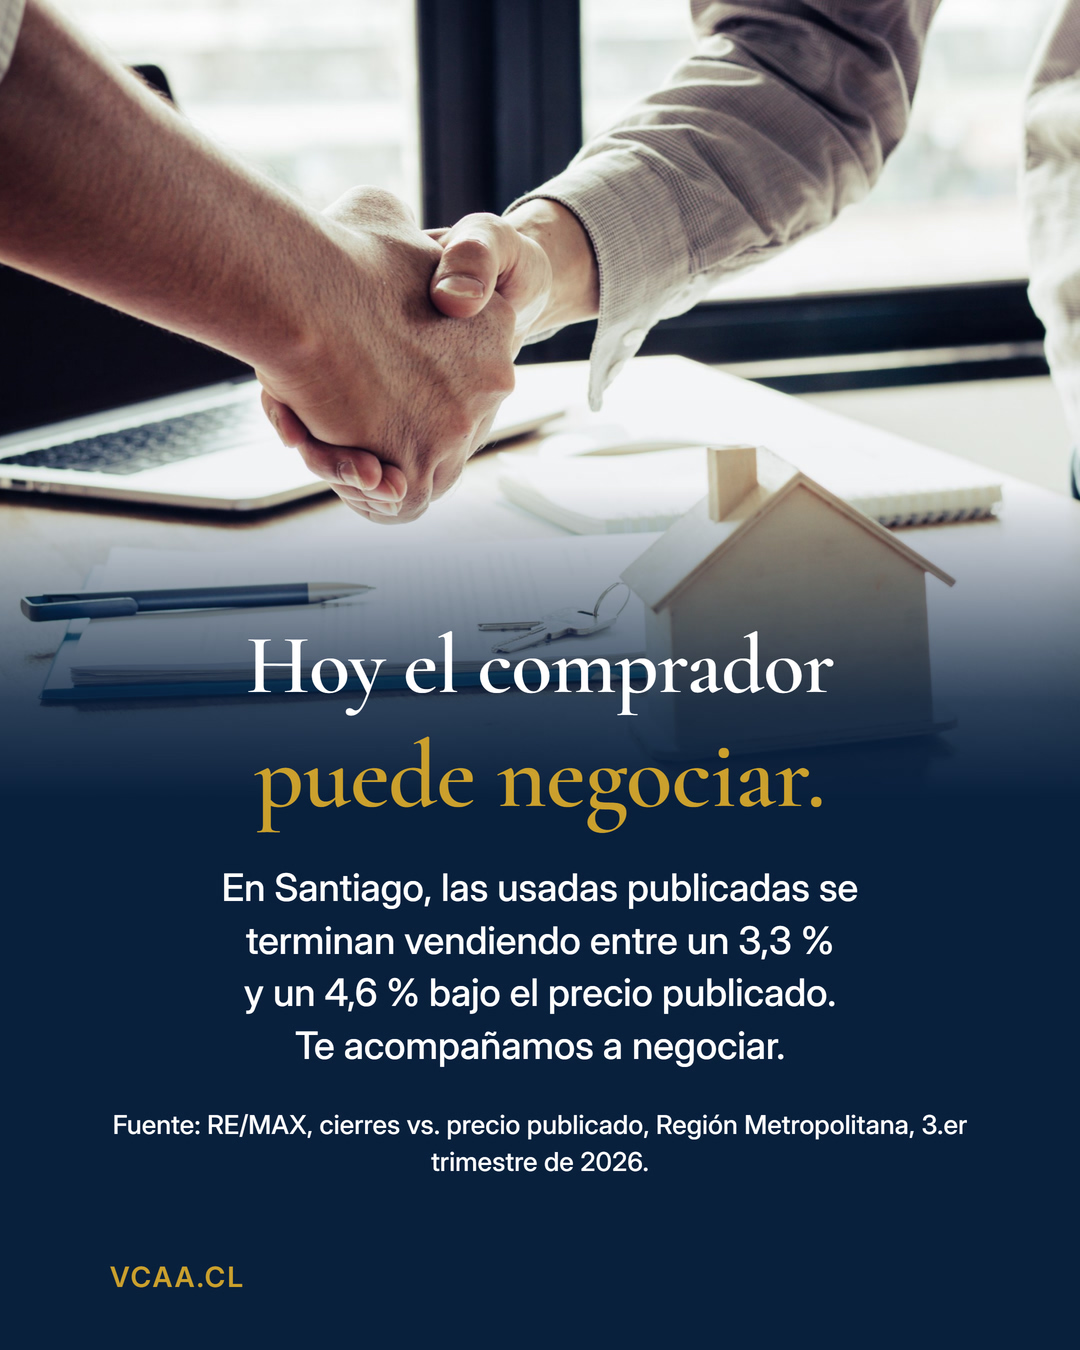 Hoy el comprador
puede negociar.
En Santiago, las usadas publicadas se
terminan vendiendo entre un 3,3 %
y un 4,6 % bajo el precio publicado.
Te acompañamos a negociar.
Fuente: RE/MAX, cierres vs. precio publicado, Región Metropolitana, 3.er
trimestre de 2026.
VCAA.CL